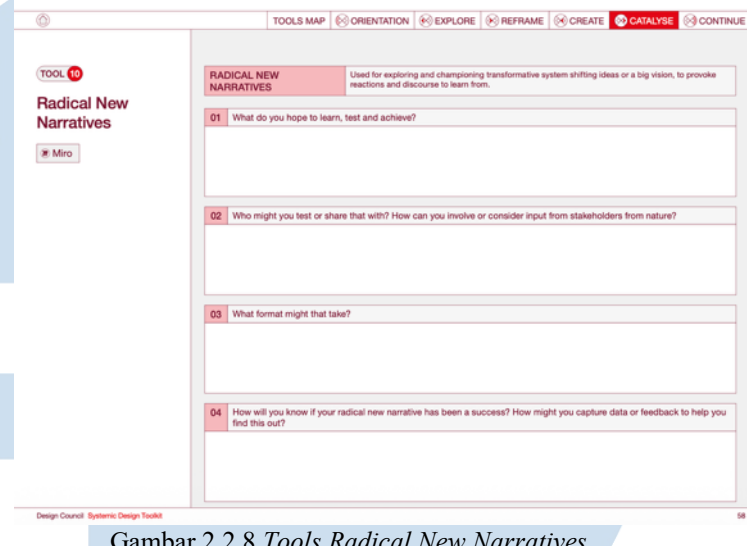 TOOLS MAP ORIENTATION EXPLORE REFRAME CREATE CATALYSE CONTINUE
TOOL 10
Radical New
Narratives
Miro
RADICAL NEW
NARRATIVES
Used for exploring and championing transformative system shifting ideas or a big vision, to provoke
reactions and discourse to learn from.
01 What do you hope to learn, test and achieve?
02 Who might you test or share that with? How can you involve or consider input from stakeholders from nature?
03 What format might that take?
04 How will you know if your radical new narrative has been a success? How might you capture data or feedback to help you
find this out?
Design Council Systemic Design Toolkit
58
Gambar 2.2.8 Tools Radical New Narratives